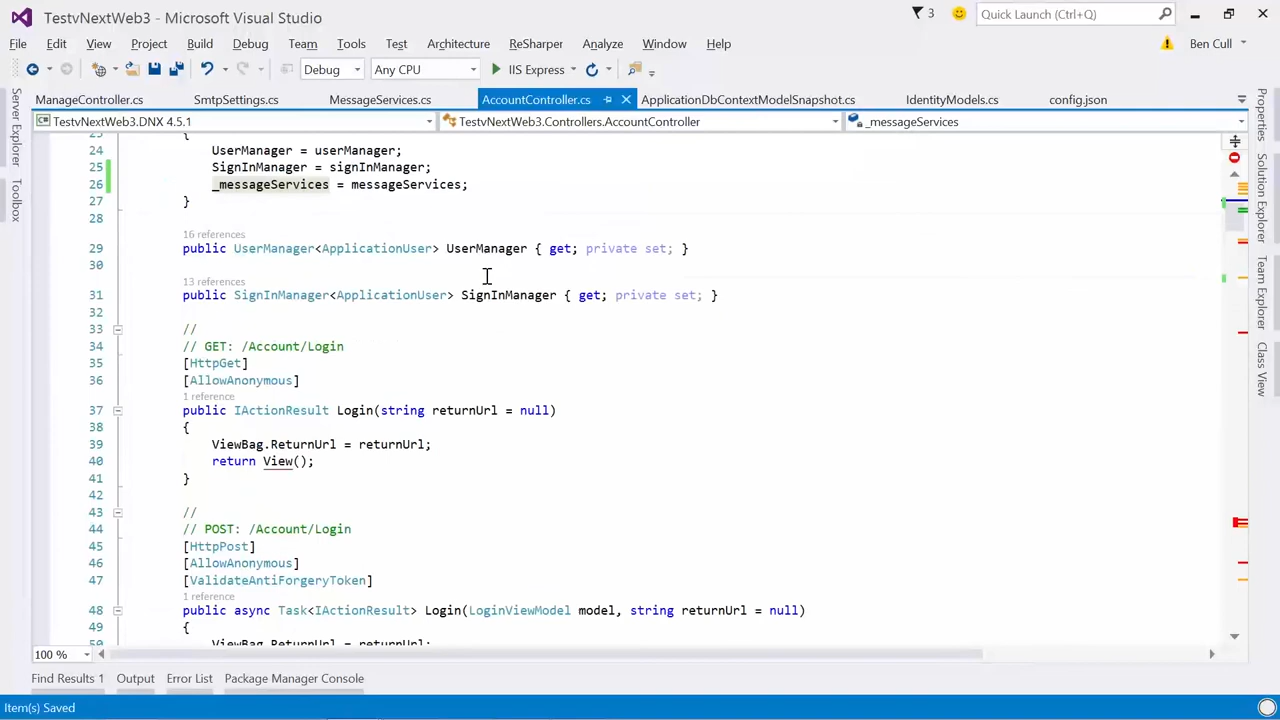 TestvNextWeb3 - Microsoft Visual Studio
3
Quick Launch (Ctrl+Q)
File Edit View Project Build Debug Team Tools Test Architecture ReSharper Analyze Window Help
Ben Cull
Debug Any CPU IIS Express
ManageController.cs SmtpSettings.cs MessageServices.cs AccountController.cs ApplicationDbContextModelSnapshot.cs IdentityModels.cs config.json
TestvNextWeb3.DNX 4.5.1 TestvNextWeb3.Controllers.AccountController _messageServices
Server Explorer
Toolbox
Properties
Solution Explorer
Team Explorer
Class View
23 {
24 UserManager = userManager;
25 SignInManager = signInManager;
26 _messageServices = messageServices;
27 }
28
16 references
29 public UserManager<ApplicationUser> UserManager { get; private set; }
30
13 references
31 public SignInManager<ApplicationUser> SignInManager { get; private set; }
32
33 //
34 // GET: /Account/Login
35 [HttpGet]
36 [AllowAnonymous]
1 reference
37 public IActionResult Login(string returnUrl = null)
38 {
39 ViewBag.ReturnUrl = returnUrl;
40 return View();
41 }
42
43 //
44 // POST: /Account/Login
45 [HttpPost]
46 [AllowAnonymous]
47 [ValidateAntiForgeryToken]
1 reference
48 public async Task<IActionResult> Login(LoginViewModel model, string returnUrl = null)
49 {
50 ViewBag.ReturnUrl = returnUrl;
100 %
Find Results 1 Output Error List Package Manager Console
Item(s) Saved